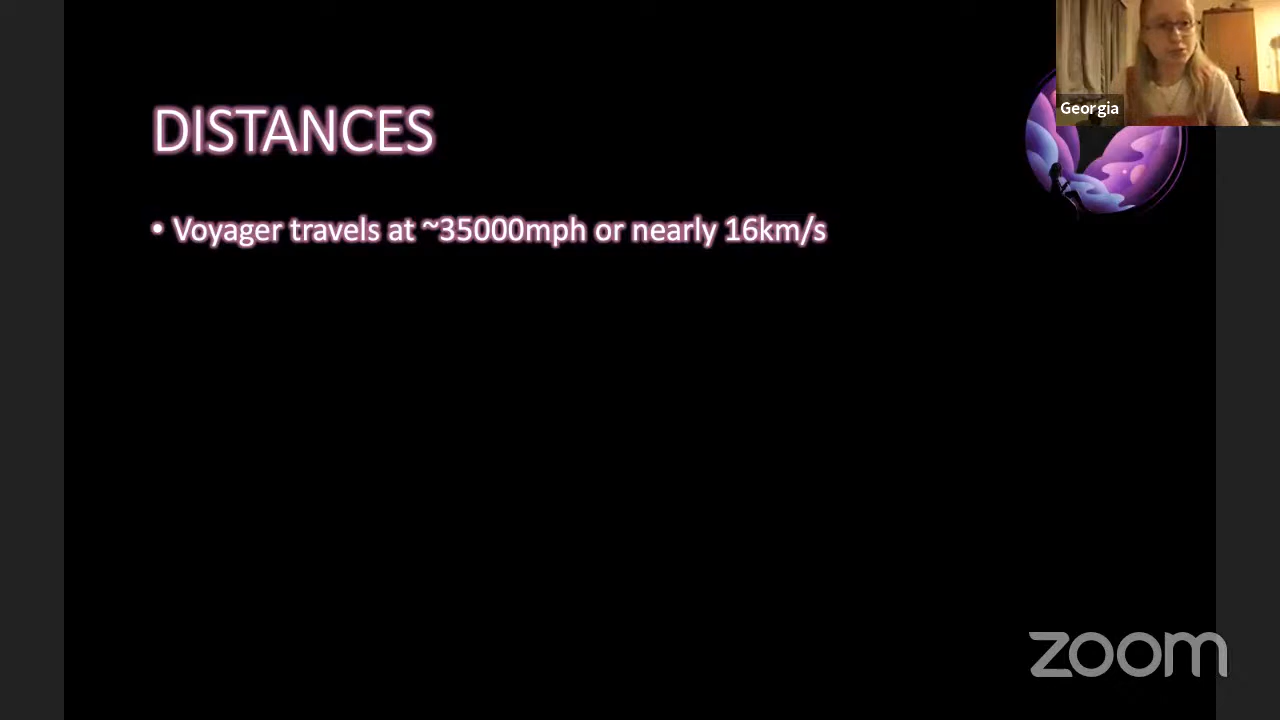 Georgia
DISTANCES
• Voyager travels at ~35000mph or nearly 16km/s
zoom